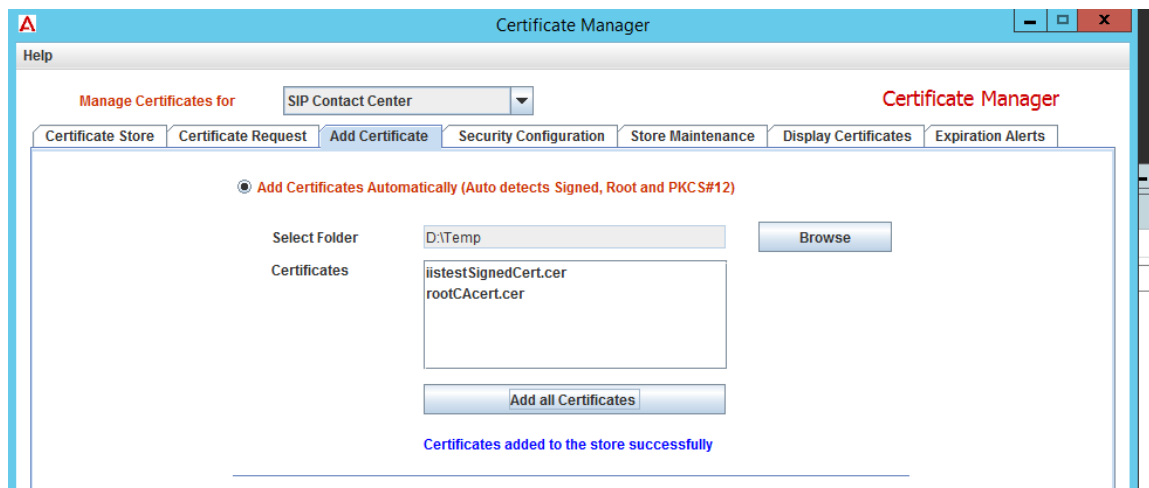 Certificate Manager
Help
Manage Certificates for SIP Contact Center Certificate Manager
Certificate Store Certificate Request Add Certificate Security Configuration Store Maintenance Display Certificates Expiration Alerts
Add Certificates Automatically (Auto detects Signed, Root and PKCS#12)
Select Folder D:\Temp Browse
Certificates iistestSignedCert.cer
rootCAcert.cer
Add all Certificates
Certificates added to the store successfully